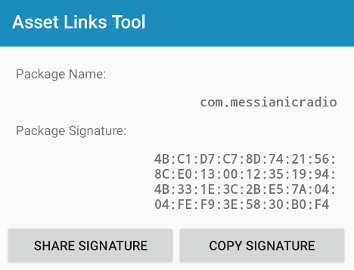 Asset Links Tool
Package Name:
com.messianicradio
Package Signature:
4B:C1:D7:C7:8D:74:21:56:
8C:E0:13:00:12:35:19:94:
4B:33:1E:3C:2B:E5:7A:04:
04:FE:F9:3E:58:30:B0:F4
SHARE SIGNATURE
COPY SIGNATURE